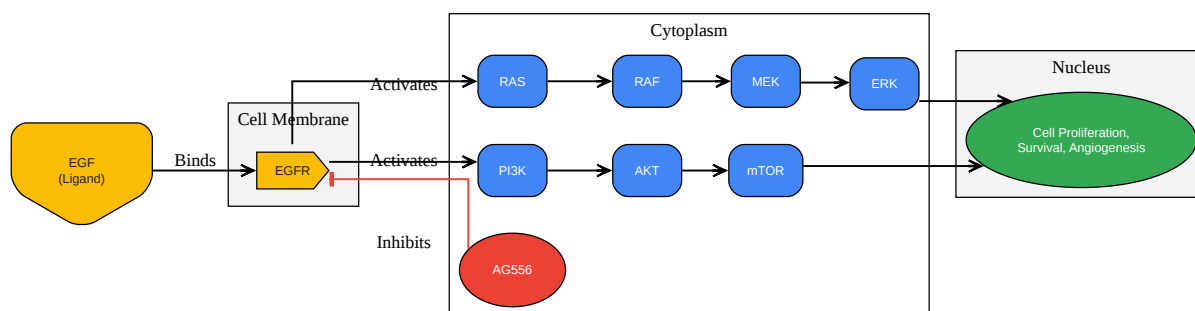 Cytoplasm
Nucleus
Cell Membrane
Activates
RAS
RAF
MEK
ERK
EGF
(Ligand)
Binds
EGFR
Activates
PI3K
AKT
mTOR
Cell Proliferation,
Survival, Angiogenesis
Inhibits
AG556